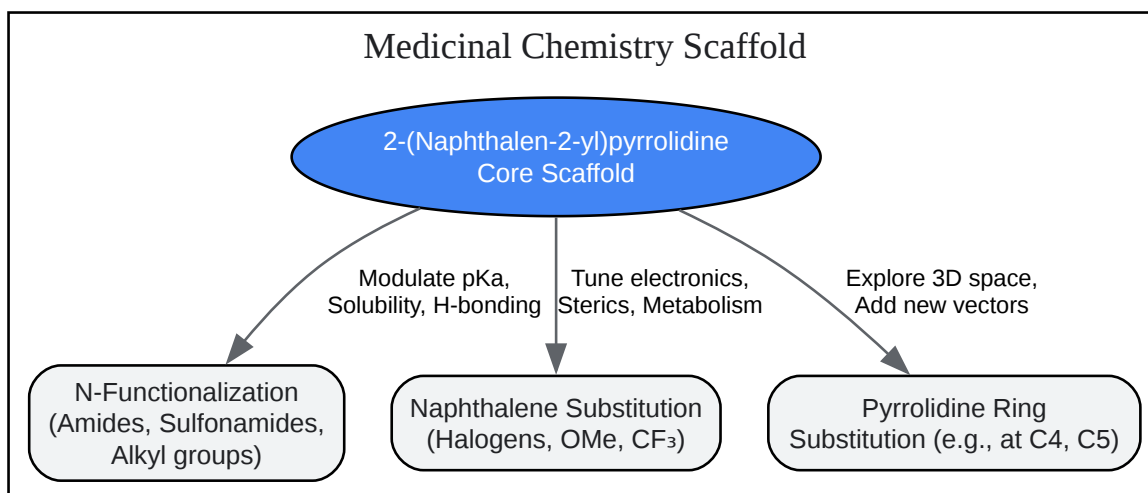 Medicinal Chemistry Scaffold
2-(Naphthalen-2-yl)pyrrolidine
Core Scaffold
Modulate pKa,
Solubility, H-bonding
Tune electronics,
Sterics, Metabolism
Explore 3D space,
Add new vectors
N-Functionalization
(Amides, Sulfonamides,
Alkyl groups)
Naphthalene Substitution
(Halogens, OMe, CF₃)
Pyrrolidine Ring
Substitution (e.g., at C4, C5)